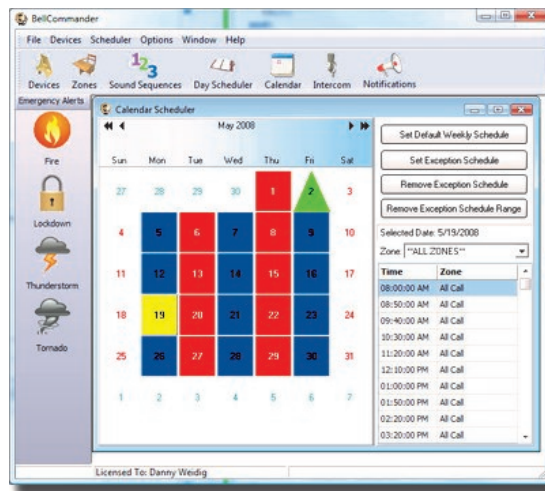 BellCommander
File Devices Scheduler Options Window Help
Devices Zones Sound Sequences Day Scheduler Calendar Intercom Notifications
Emergency Alerts
Fire
Lockdown
Thunderstorm
Tornado
Calendar Scheduler
May 2008
Sun Mon Tue Wed Thu Fri Sat
27 28 29 30 1 2 3
4 5 6 7 8 9 10
11 12 13 14 15 16 17
18 19 20 21 22 23 24
25 26 27 28 29 30 31
1 2 3 4 5 6 7
Set Default Weekly Schedule
Set Exception Schedule
Remove Exception Schedule
Remove Exception Schedule Range
Selected Date: 5/19/2008
Zone: **ALL ZONES**
Time Zone
08:00:00 AM All Call
08:50:00 AM All Call
09:40:00 AM All Call
10:30:00 AM All Call
11:20:00 AM All Call
12:10:00 PM All Call
01:00:00 PM All Call
01:50:00 PM All Call
02:20:00 PM All Call
03:20:00 PM All Call
Licensed To: Danny Weidig